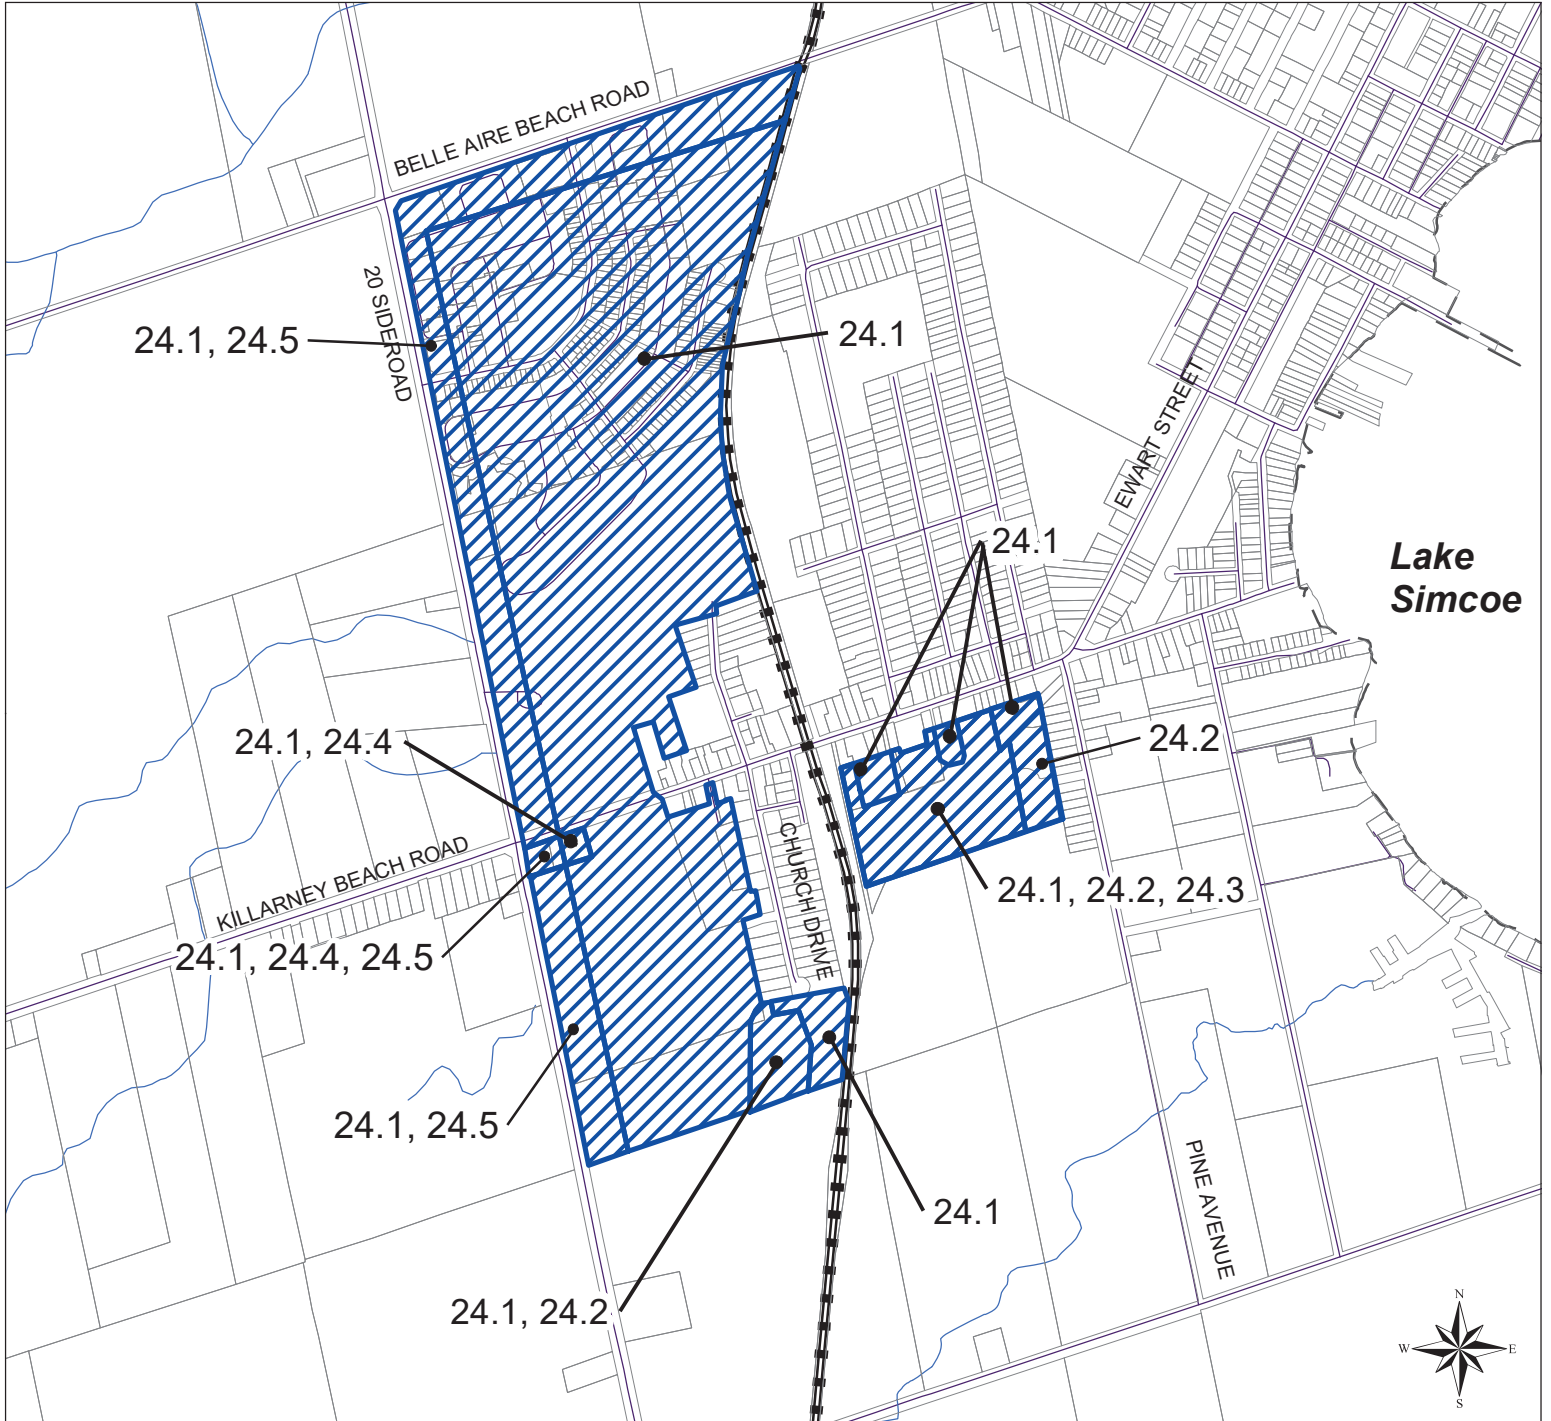 BELLE AIRE BEACH ROAD
20 SIDEROAD
24.1, 24.5
24.1
EWART STREET
24.1
Lake
Simcoe
24.1, 24.4
24.2
KILLARNEY BEACH ROAD
CHURCH DRIVE
24.1, 24.2, 24.3
24.1, 24.4, 24.5
24.1, 24.5
PINE AVENUE
24.1
24.1, 24.2
N
W
E
S